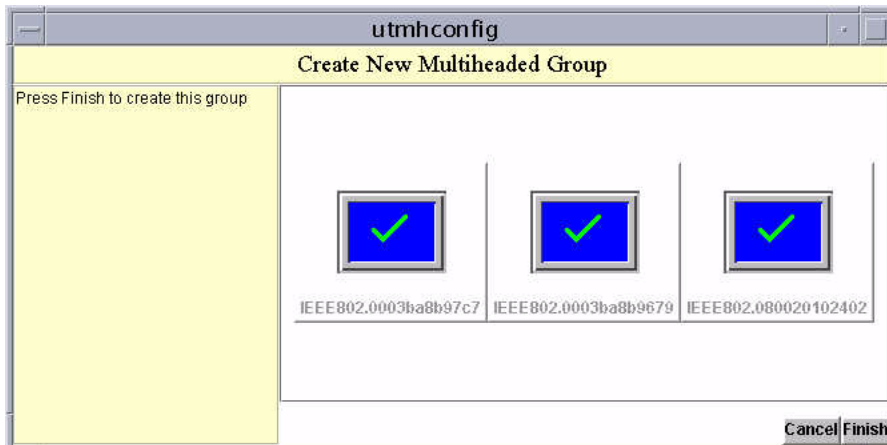 utmhconfig
Create New Multiheaded Group
Press Finish to create this group
IEEE802.0003ba8b97c7 IEEE802.0003ba8b9679 IEEE802.080020102402
Cancel Finish